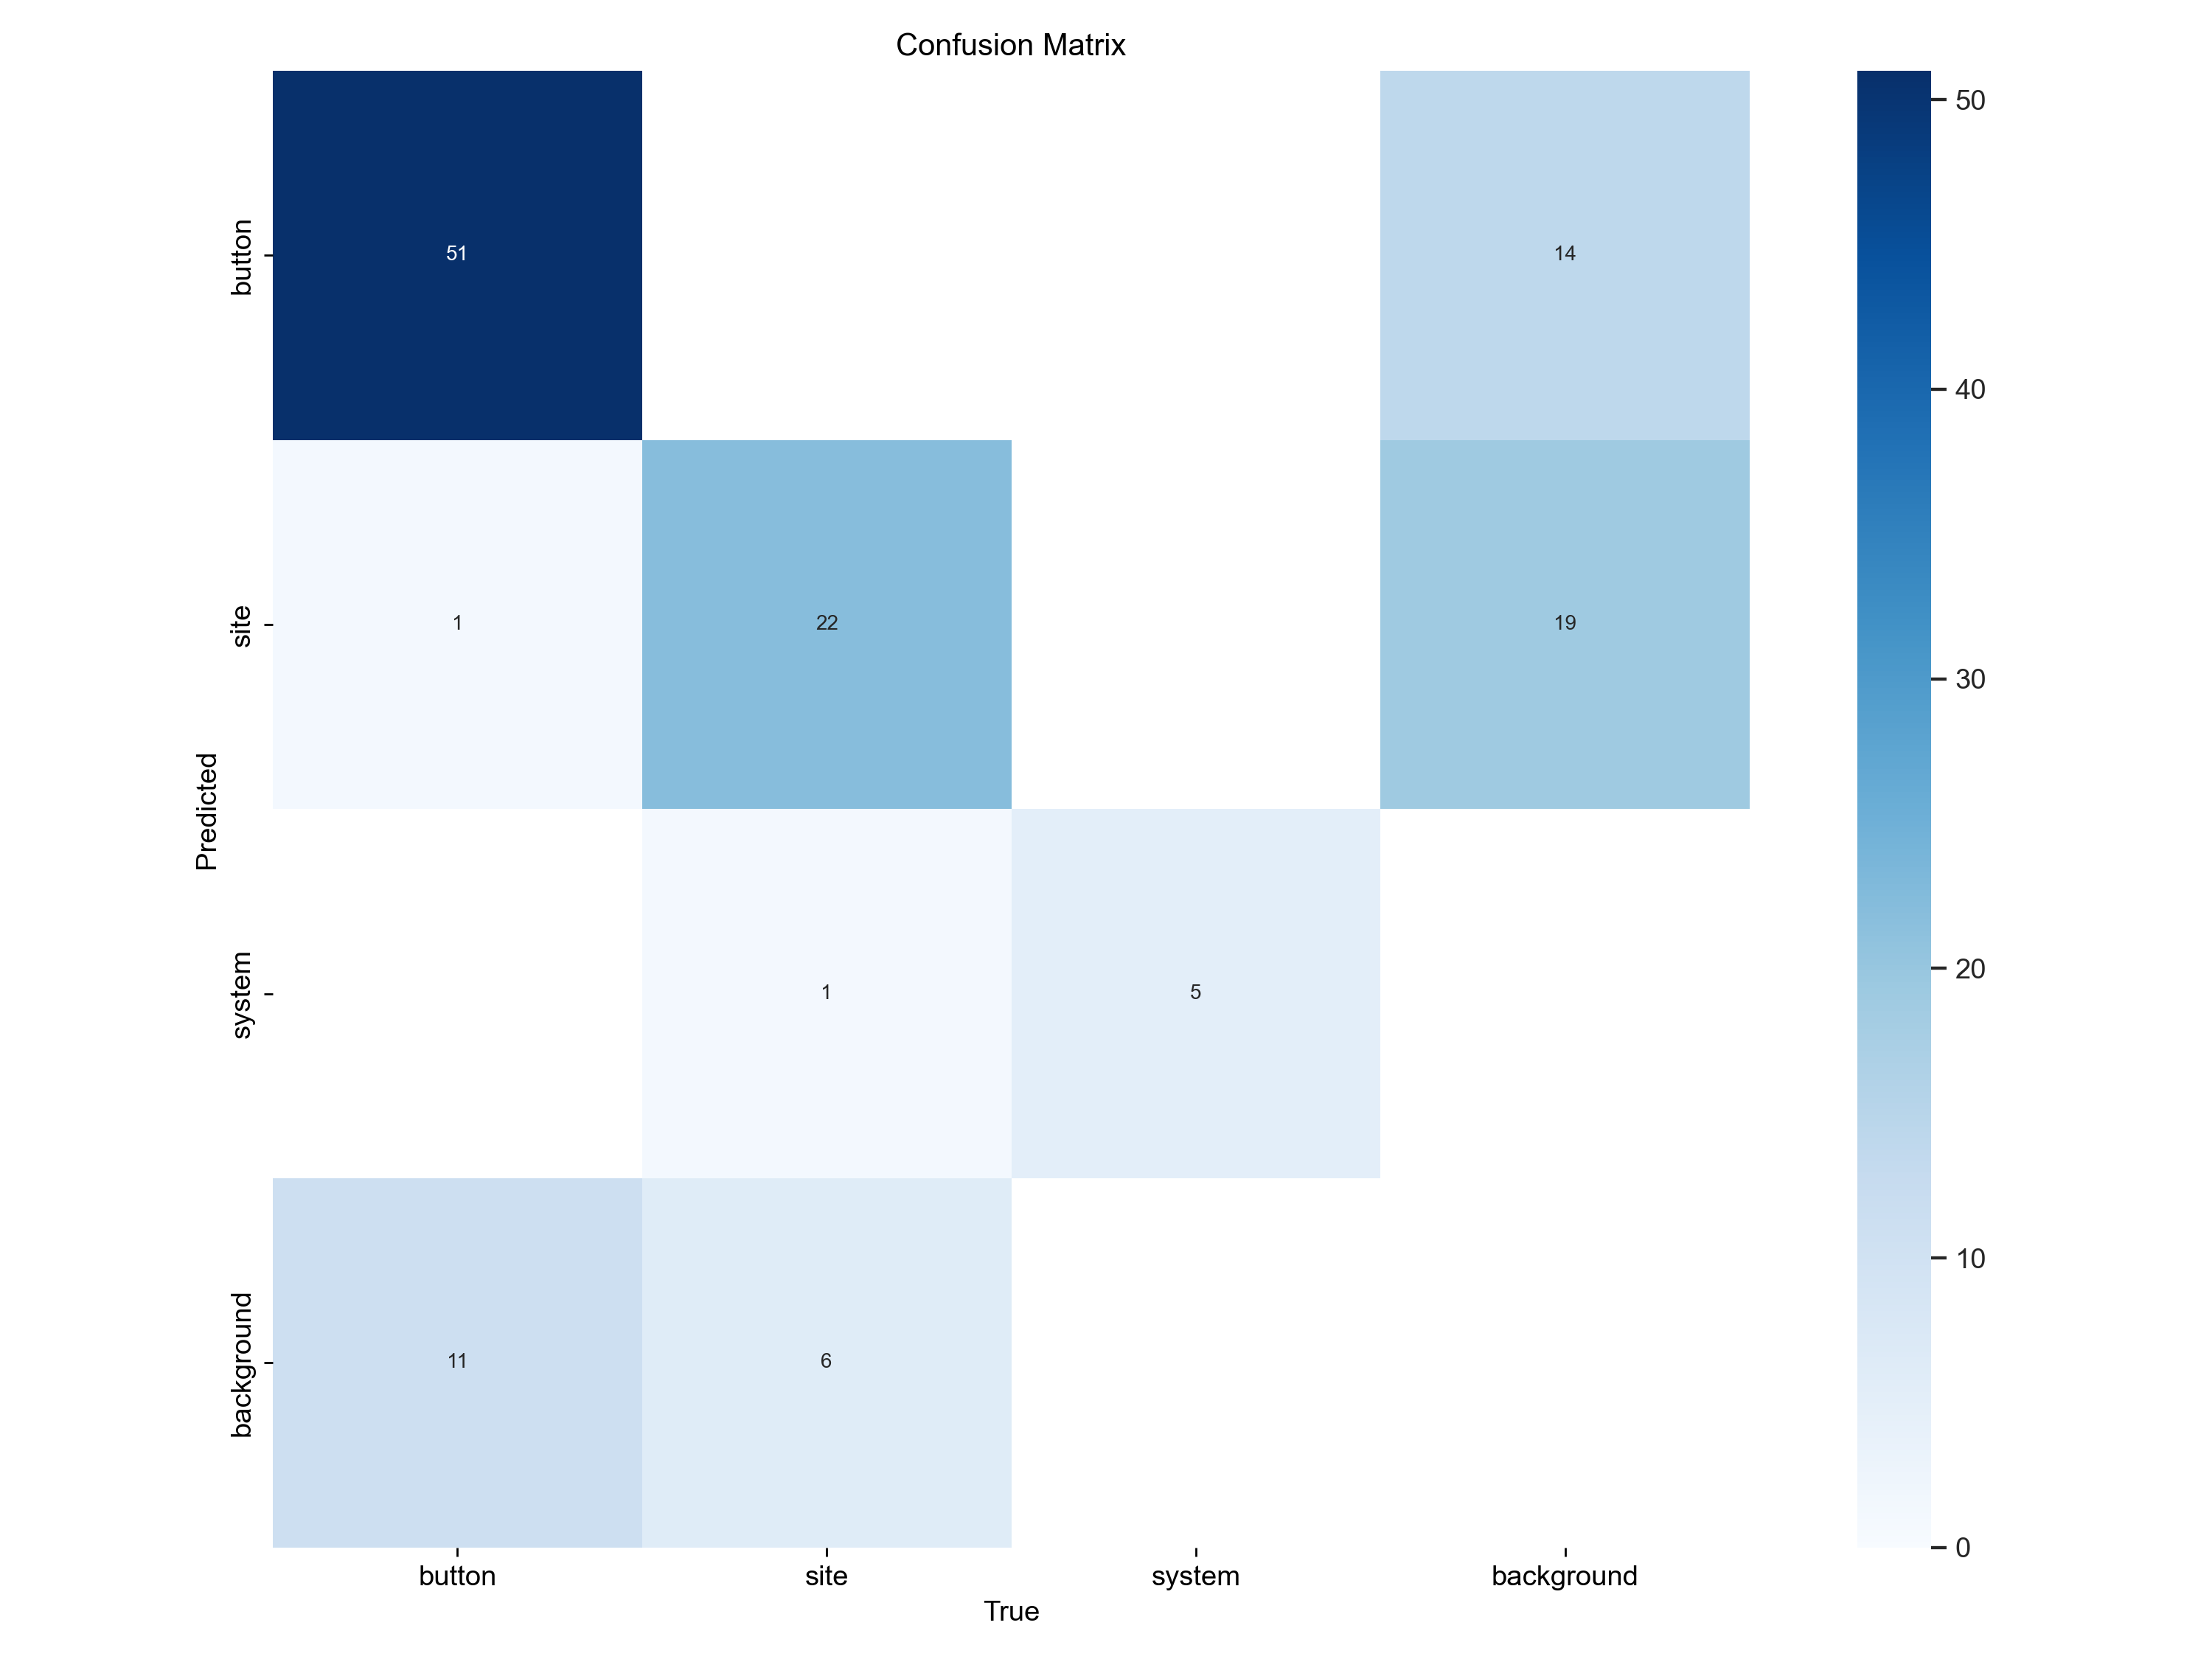 Confusion Matrix
button
51
14
50
40
site
1
22
19
30
Predicted
system
1
5
20
background
11
6
10
0
button
site
system
background
True